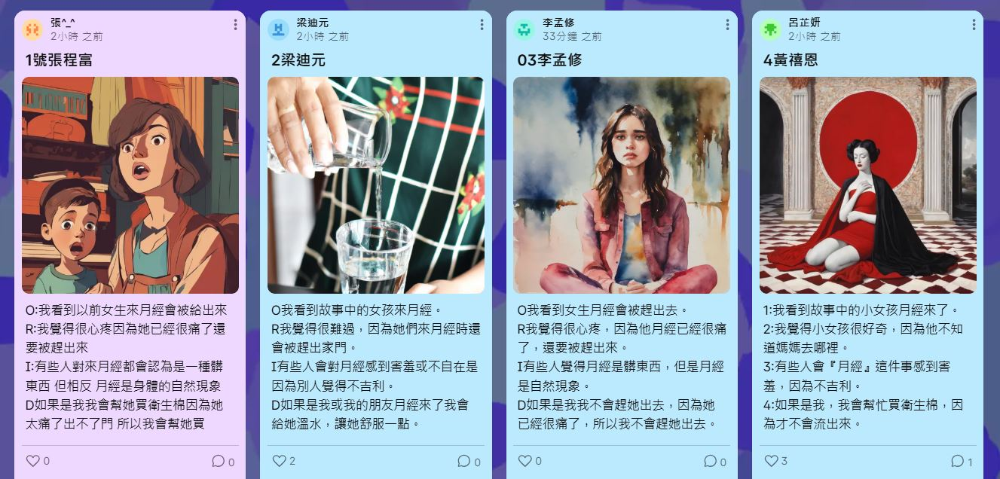 張^_^
2小時 之前
1號張程富
O:我看到以前女生來月經會被給出來
R:我覺得很心疼因為她已經很痛了還
要被趕出來
I:有些人對來月經都會認為是一種髒
東西 但相反 月經是身體的自然現象
D如果是我我會幫她買衛生棉因為她
太痛了出不了門 所以我會幫她買
0
0
梁迪元
2小時 之前
2梁迪元
O我看到故事中的女孩來月經。
R我覺得很難過，因為她們來月經時還
會被趕出家門。
I有些人會對月經感到害羞或不自在是
因為別人覺得不吉利。
D如果是我或我的朋友月經來了我會
給她溫水，讓她舒服一點。
2
0
李孟修
33分鐘 之前
03李孟修
O我看到女生月經會被趕出去。
R我覺得很心疼，因為他月經已經很痛
了，還要被趕出來。
I有些人覺得月經是髒東西，但是月經
是自然現象。
D如果是我我不會趕她出去，因為她
已經很痛了，所以我不會趕她出去。
0
0
呂芷妍
2小時 之前
4黃禧恩
1:我看到故事中的小女孩月經來了。
2:我覺得小女孩很好奇，因為他不知
道媽媽去哪裡。
3:有些人會『月經』這件事感到害
羞，因為不吉利。
4:如果是我，我會幫忙買衛生棉，因
為才不會流出來。
3
1